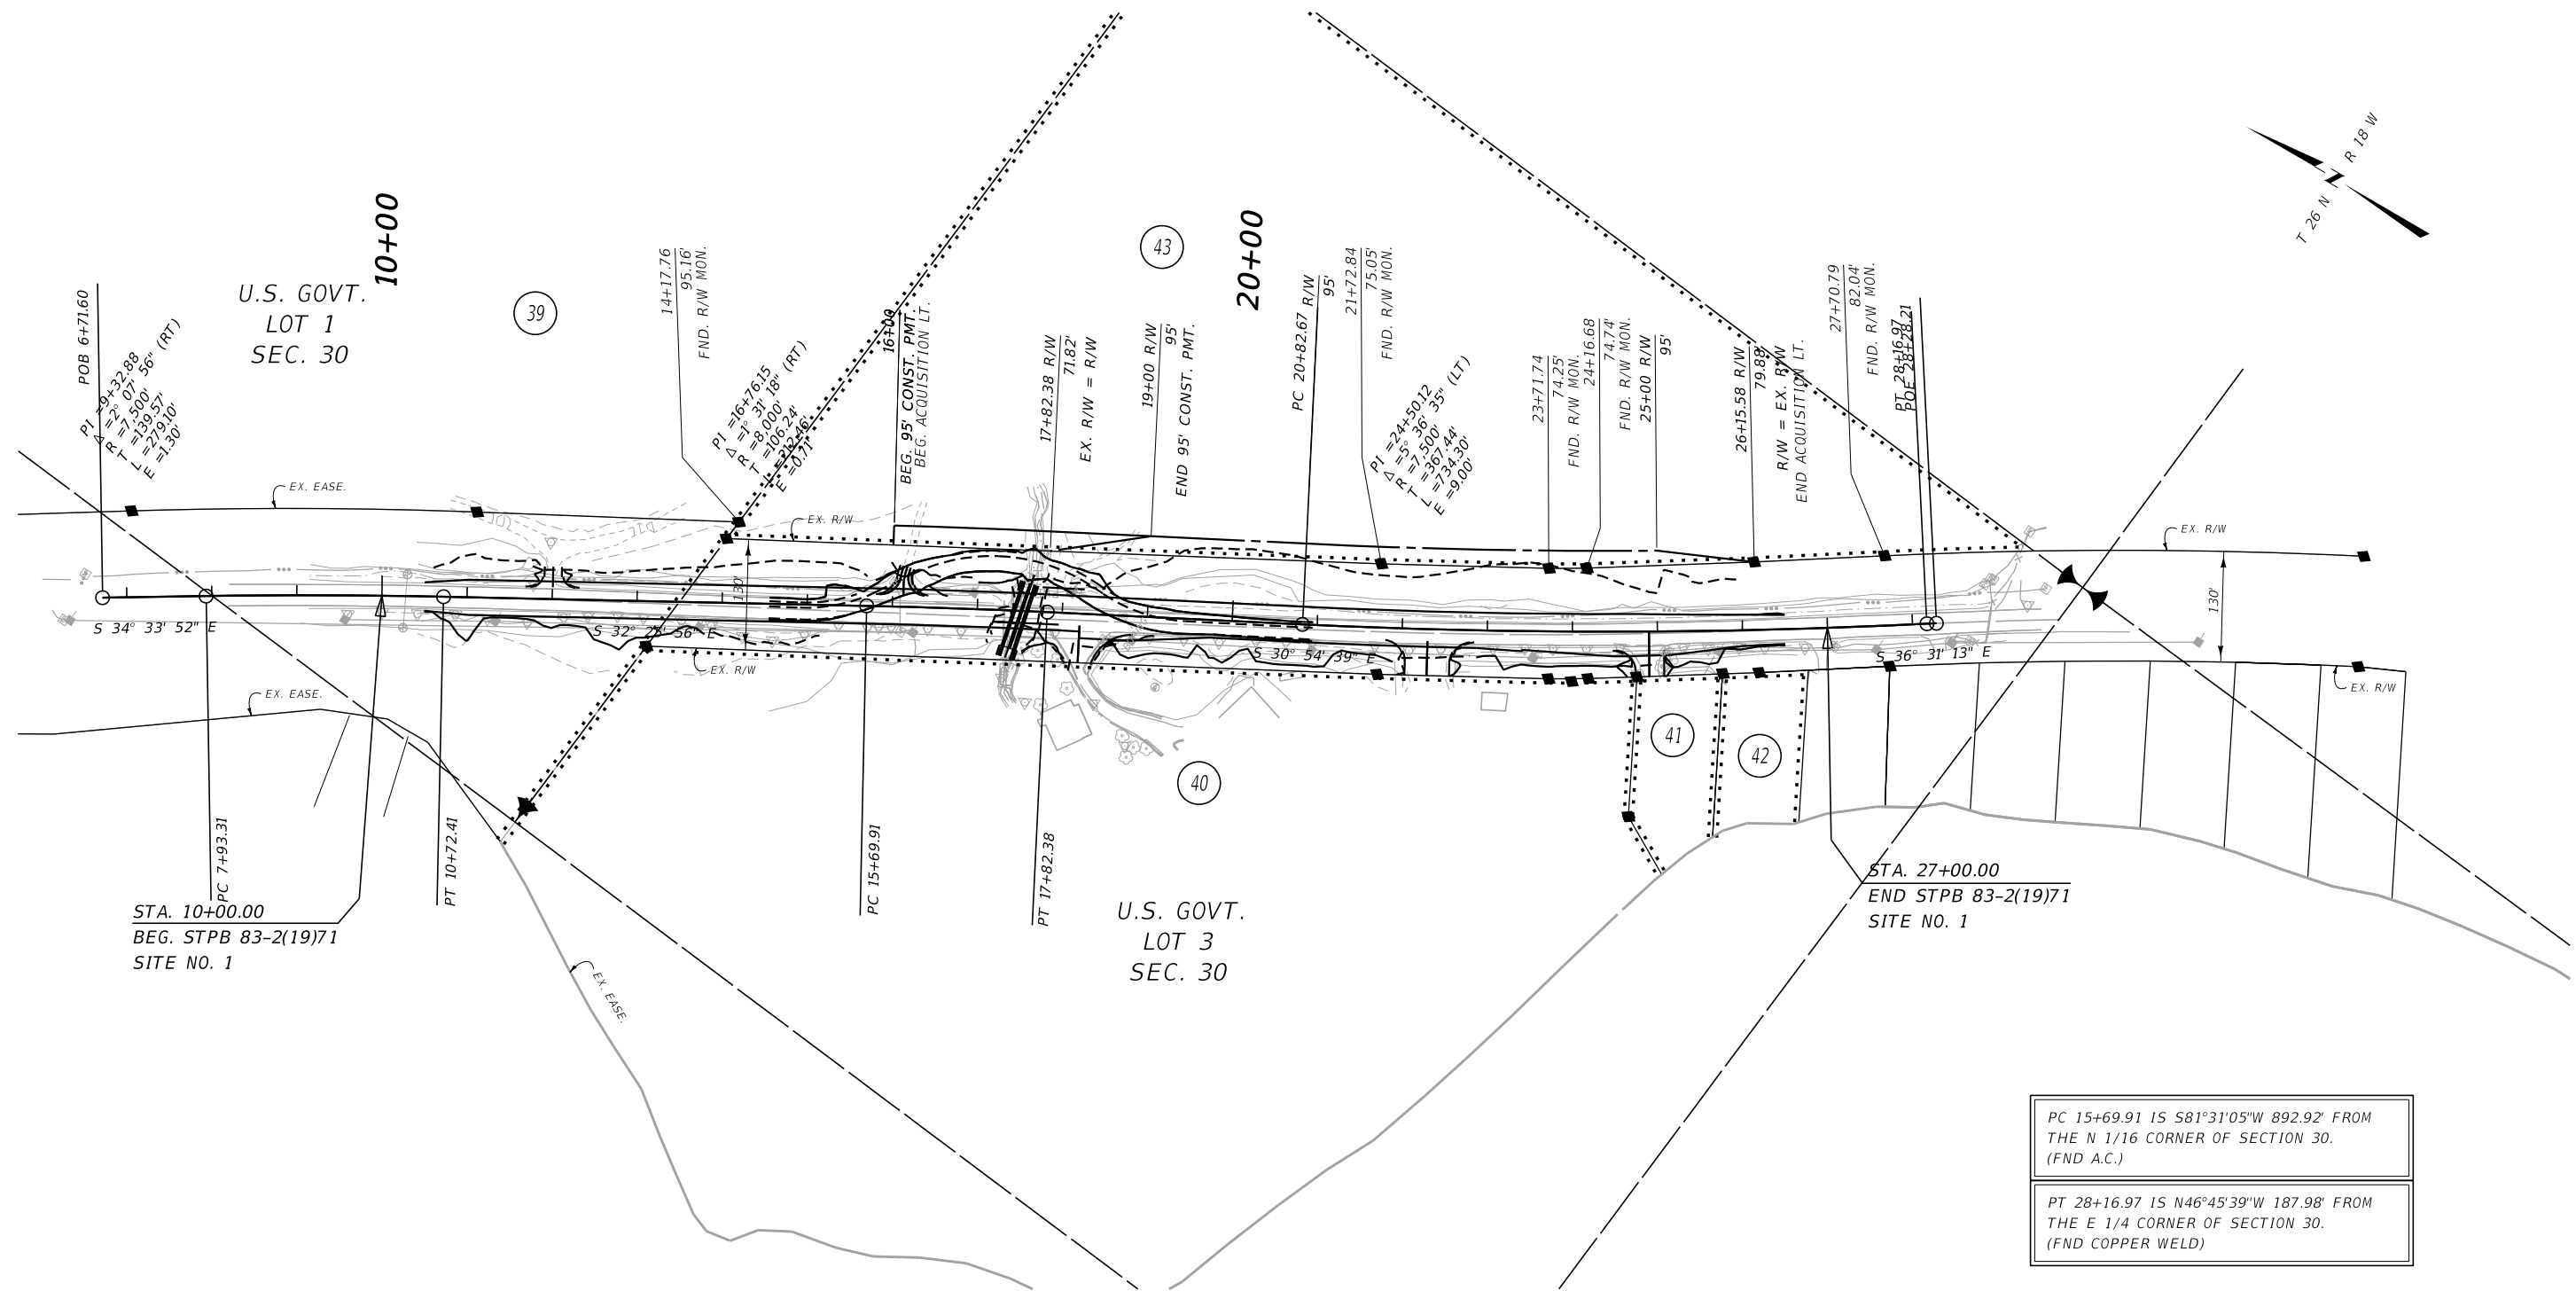 R 18 W
T 26 N
Z
10+00
20+00
43
39
U.S. GOVT.
LOT 1
SEC. 30
POB 6+71.60
PI =9+32.88
Δ =2° 07' 56" (RT)
R =7,500'
T =139.57'
L =279.10'
E =1.30'
14+17.76
95.16'
FND. R/W MON.
PI =16+76.15
Δ =1° 31' 18" (RT)
R =8,000'
T =106.24'
L =212.46'
E =0.71'
16+00
BEG. 95' CONST. PMT.
BEG. ACQUISITION LT.
17+82.38 R/W
71.82'
EX. R/W = R/W
19+00 R/W
95'
END 95' CONST. PMT.
PC 20+82.67 R/W
95'
21+72.84
75.05'
FND. R/W MON.
PI =24+50.12
Δ =5° 36' 35" (LT)
R =7,500'
T =367.44'
L =734.30'
E =9.00'
23+71.74
74.25'
FND. R/W MON.
24+16.68
74.74'
FND. R/W MON.
25+00 R/W
95'
26+15.58 R/W
79.88'
R/W = EX. R/W
END ACQUISITION LT.
27+70.79
82.04'
FND. R/W MON.
PT 28+16.97
POE 28+28.21
EX. EASE.
EX. R/W
EX. R/W
130'
130'
S 34° 33' 52" E
S 32° 25' 56" E
S 30° 54' 39" E
S 36° 31' 13" E
EX. R/W
EX. R/W
EX. EASE.
41
42
40
PC 7+93.31
PT 10+72.41
PC 15+69.91
PT 17+82.38
STA. 10+00.00
BEG. STPB 83-2(19)71
SITE NO. 1
STA. 27+00.00
END STPB 83-2(19)71
SITE NO. 1
U.S. GOVT.
LOT 3
SEC. 30
EX. EASE.
PC 15+69.91 IS S81°31'05"W 892.92' FROM
THE N 1/16 CORNER OF SECTION 30.
(FND A.C.)
PT 28+16.97 IS N46°45'39"W 187.98' FROM
THE E 1/4 CORNER OF SECTION 30.
(FND COPPER WELD)